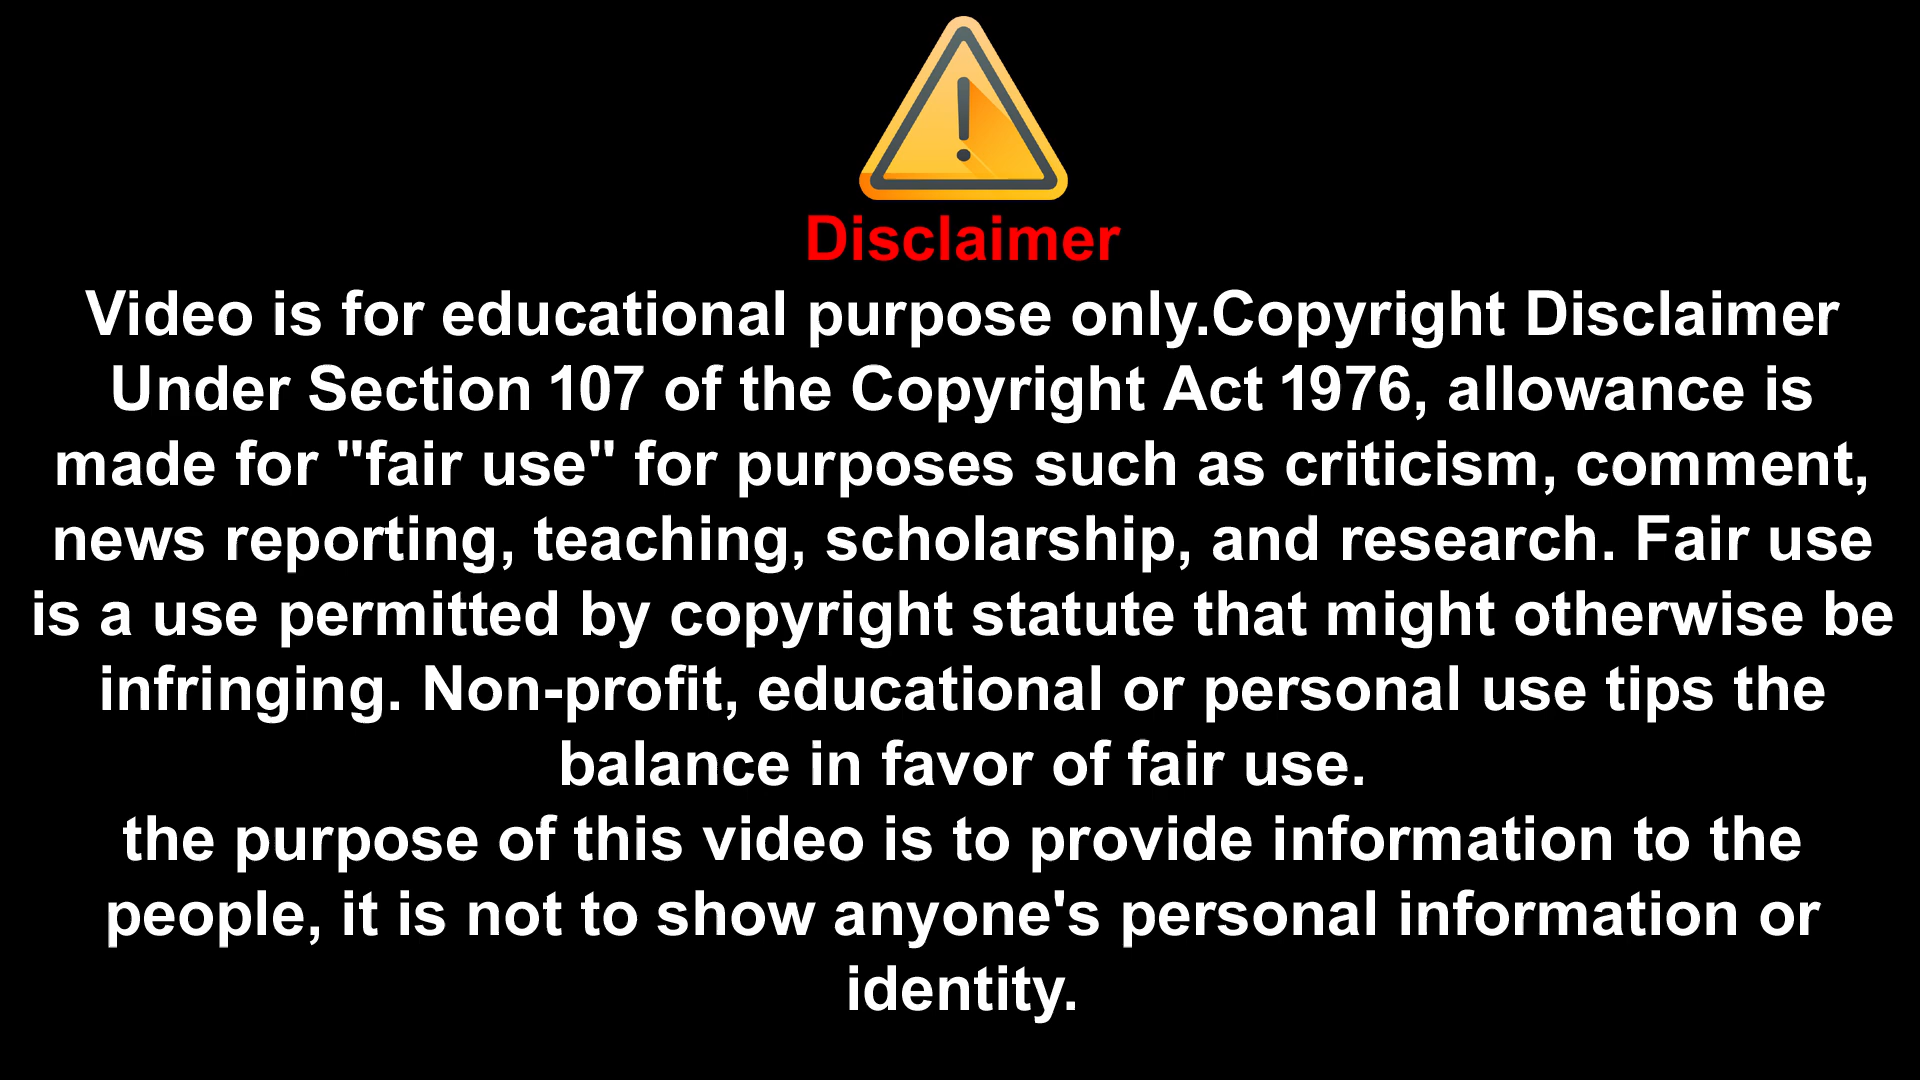 Disclaimer
Video is for educational purpose only.Copyright Disclaimer
Under Section 107 of the Copyright Act 1976, allowance is
made for "fair use" for purposes such as criticism, comment,
news reporting, teaching, scholarship, and research. Fair use
is a use permitted by copyright statute that might otherwise be
infringing. Non-profit, educational or personal use tips the
balance in favor of fair use.
the purpose of this video is to provide information to the
people, it is not to show anyone's personal information or
identity.